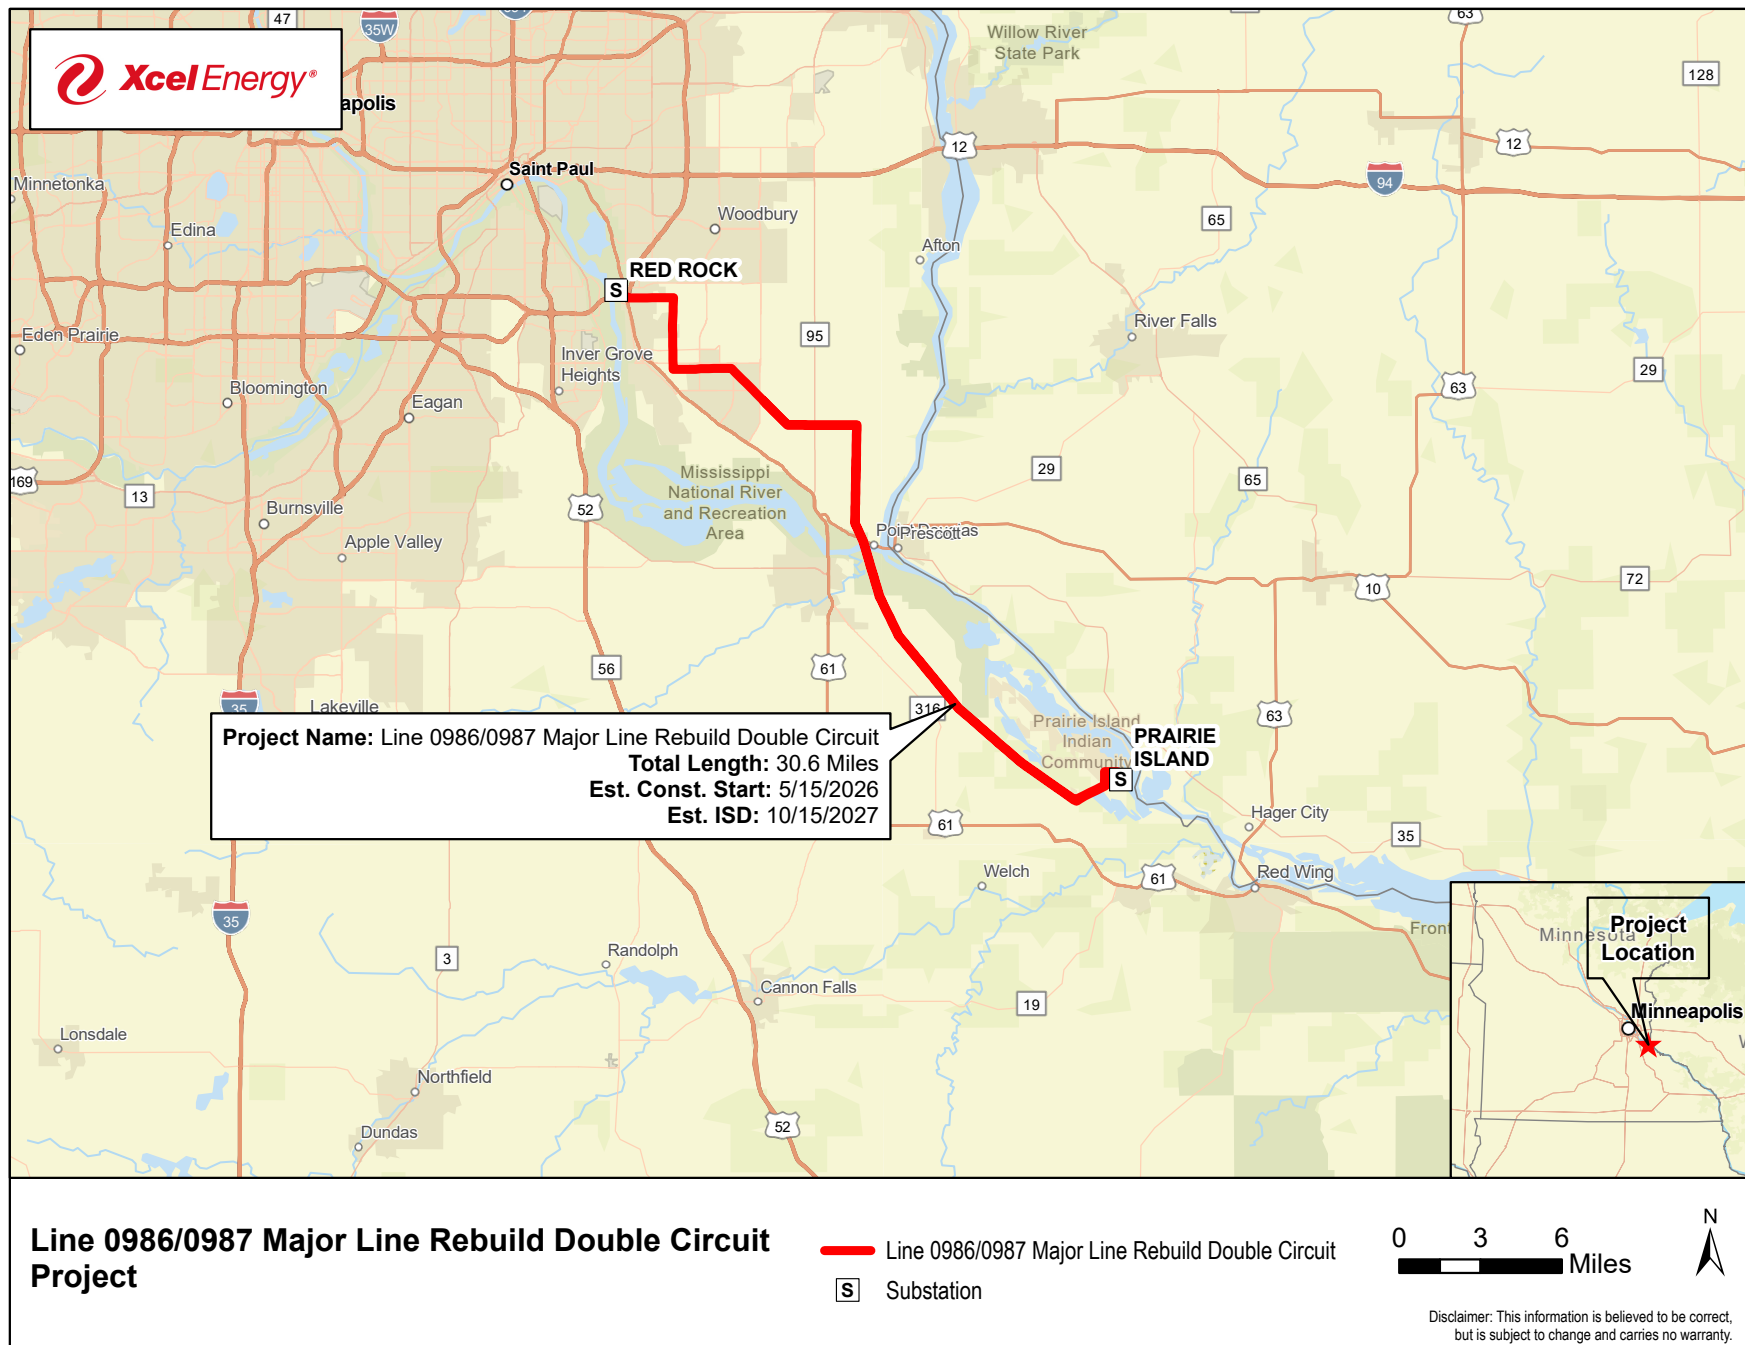 47
35W
63
Willow River
State Park
128
Xcel Energy®
apolis
12
12
Saint Paul
94
Minnetonka
65
Woodbury
Edina
Afton
RED ROCK
S
River Falls
95
Eden Prairie
Inver Grove
Heights
29
Bloomington
63
Eagan
29
Mississippi
National River
and Recreation
Area
65
169
13
52
Burnsville
Point Douglas
Prescott
Apple Valley
72
10
56
61
35
Lakeville
316
63
Prairie Island
Indian
Community
PRAIRIE
ISLAND
S
Project Name: Line 0986/0987 Major Line Rebuild Double Circuit
Total Length: 30.6 Miles
Est. Const. Start: 5/15/2026
Est. ISD: 10/15/2027
Hager City
61
35
Welch
61
Red Wing
35
Front
Randolph
3
Cannon Falls
19
Lonsdale
Northfield
52
Dundas
Project
Location
Minnesota
Minneapolis
Line 0986/0987 Major Line Rebuild Double Circuit
Project
Line 0986/0987 Major Line Rebuild Double Circuit
S Substation
0 3 6
Miles
N
Disclaimer: This information is believed to be correct,
but is subject to change and carries no warranty.